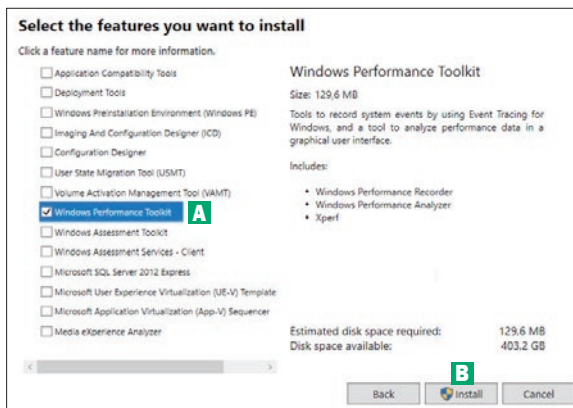 Select the features you want to install
Click a feature name for more information.
Application Compatibility Tools
Deployment Tools
Windows Preinstallation Environment (Windows PE)
Imaging And Configuration Designer (ICD)
Configuration Designer
User State Migration Tool (USMT)
Volume Activation Management Tool (VAMT)
Windows Performance Toolkit
A
Windows Assessment Toolkit
Windows Assessment Services - Client
Microsoft SQL Server 2012 Express
Microsoft User Experience Virtualization (UE-V) Template
Microsoft Application Virtualization (App-V) Sequencer
Media eXperience Analyzer
Windows Performance Toolkit
Size: 129,6 MB
Tools to record system events by using Event Tracing for
Windows, and a tool to analyze performance data in a
graphical user interface.
Includes:
• Windows Performance Recorder
• Windows Performance Analyzer
• Xperf
Estimated disk space required: 129.6 MB
Disk space available: 403.2 GB
B
Back
Install
Cancel